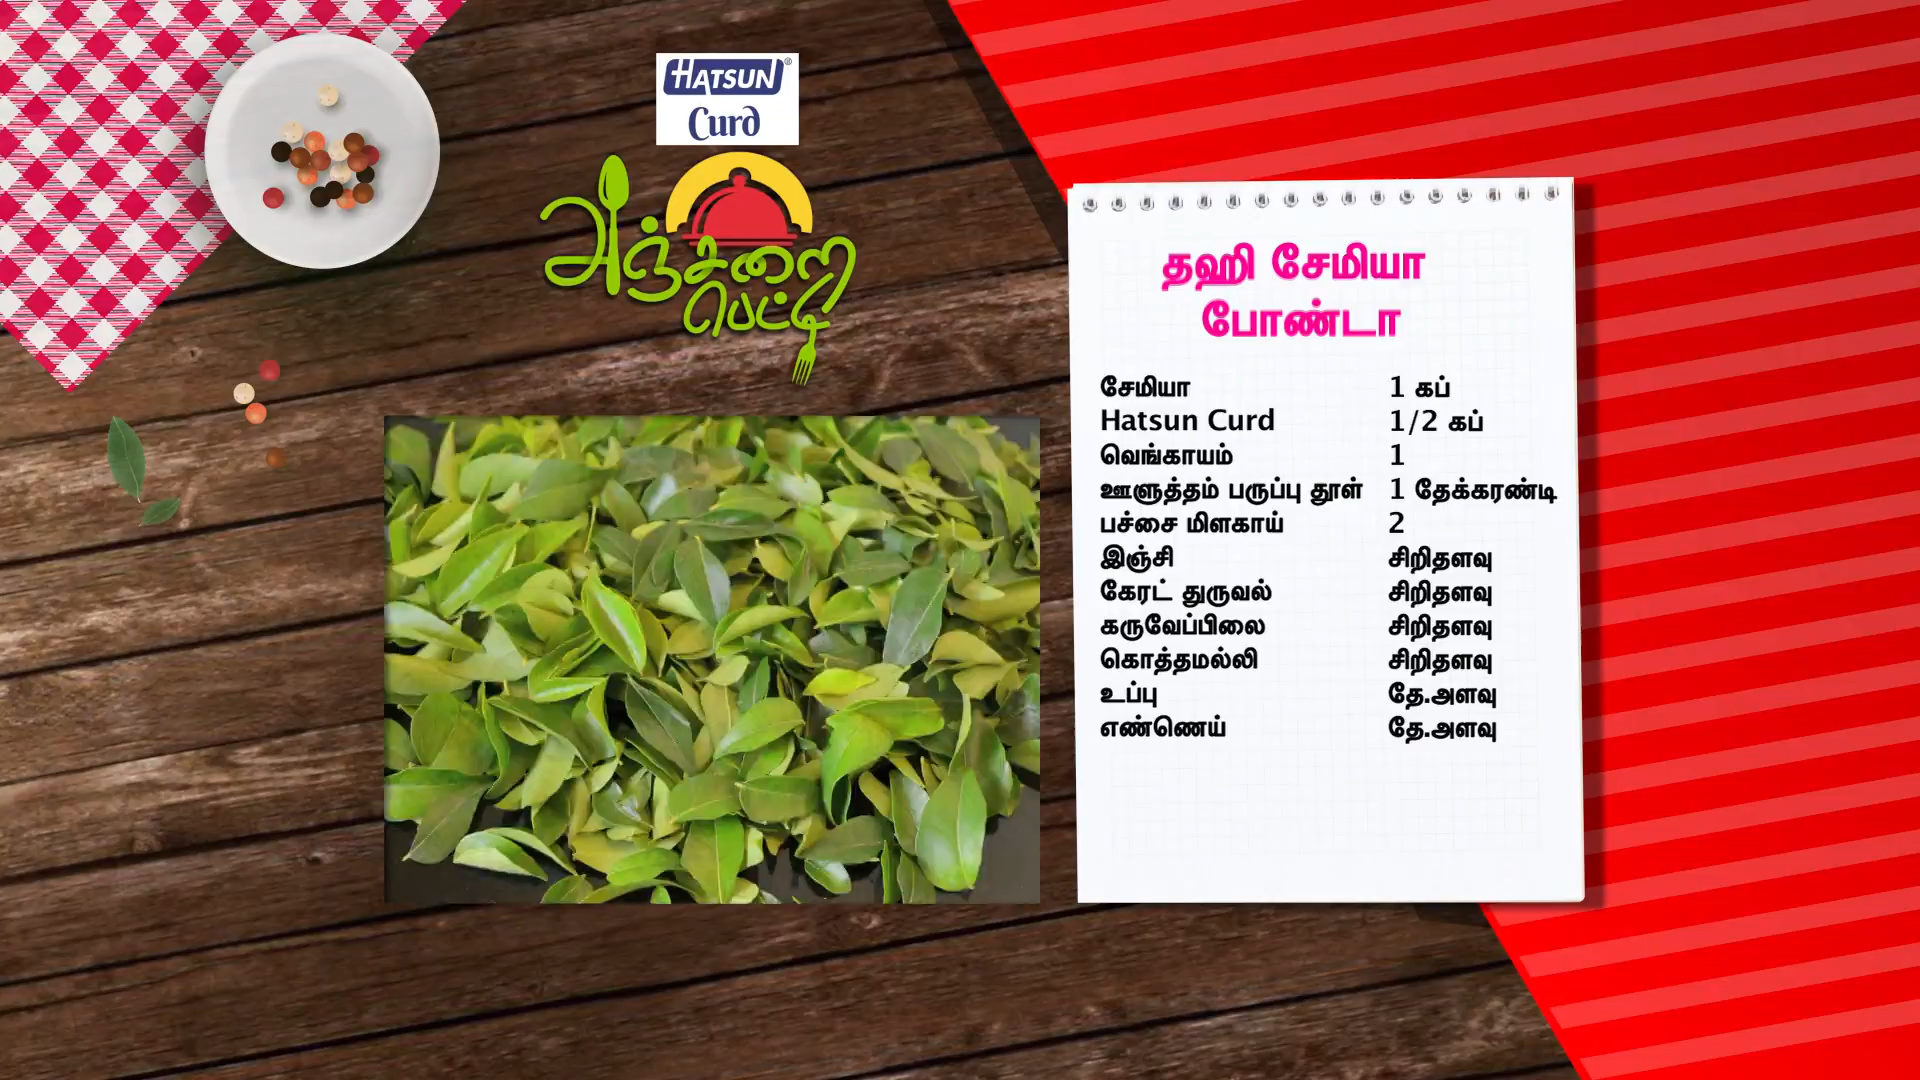 HATSUN®
Curd
அஞ்சறை
பெட்டி
தஹி சேமியா
போண்டா
சேமியா 1 கப்
Hatsun Curd 1/2 கப்
வெங்காயம் 1
ஊளுத்தம் பருப்பு தூள் 1 தேக்கரண்டி
பச்சை மிளகாய் 2
இஞ்சி சிறிதளவு
கேரட் துருவல் சிறிதளவு
கருவேப்பிலை சிறிதளவு
கொத்தமல்லி சிறிதளவு
உப்பு தே.அளவு
எண்ணெய் தே.அளவு